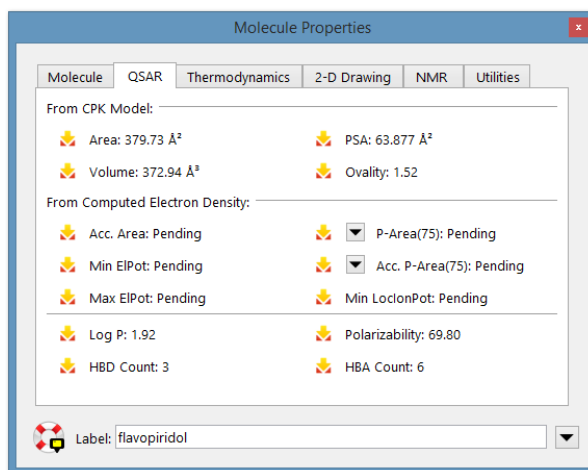 Molecule Properties
x
Molecule QSAR Thermodynamics 2-D Drawing NMR Utilities
From CPK Model:
Area: 379.73 Å² PSA: 63.877 Å²
Volume: 372.94 Å³ Ovality: 1.52
From Computed Electron Density:
Acc. Area: Pending P-Area(75): Pending
Min ElPot: Pending Acc. P-Area(75): Pending
Max ElPot: Pending Min LocIonPot: Pending
Log P: 1.92 Polarizability: 69.80
HBD Count: 3 HBA Count: 6
Label: flavopiridol